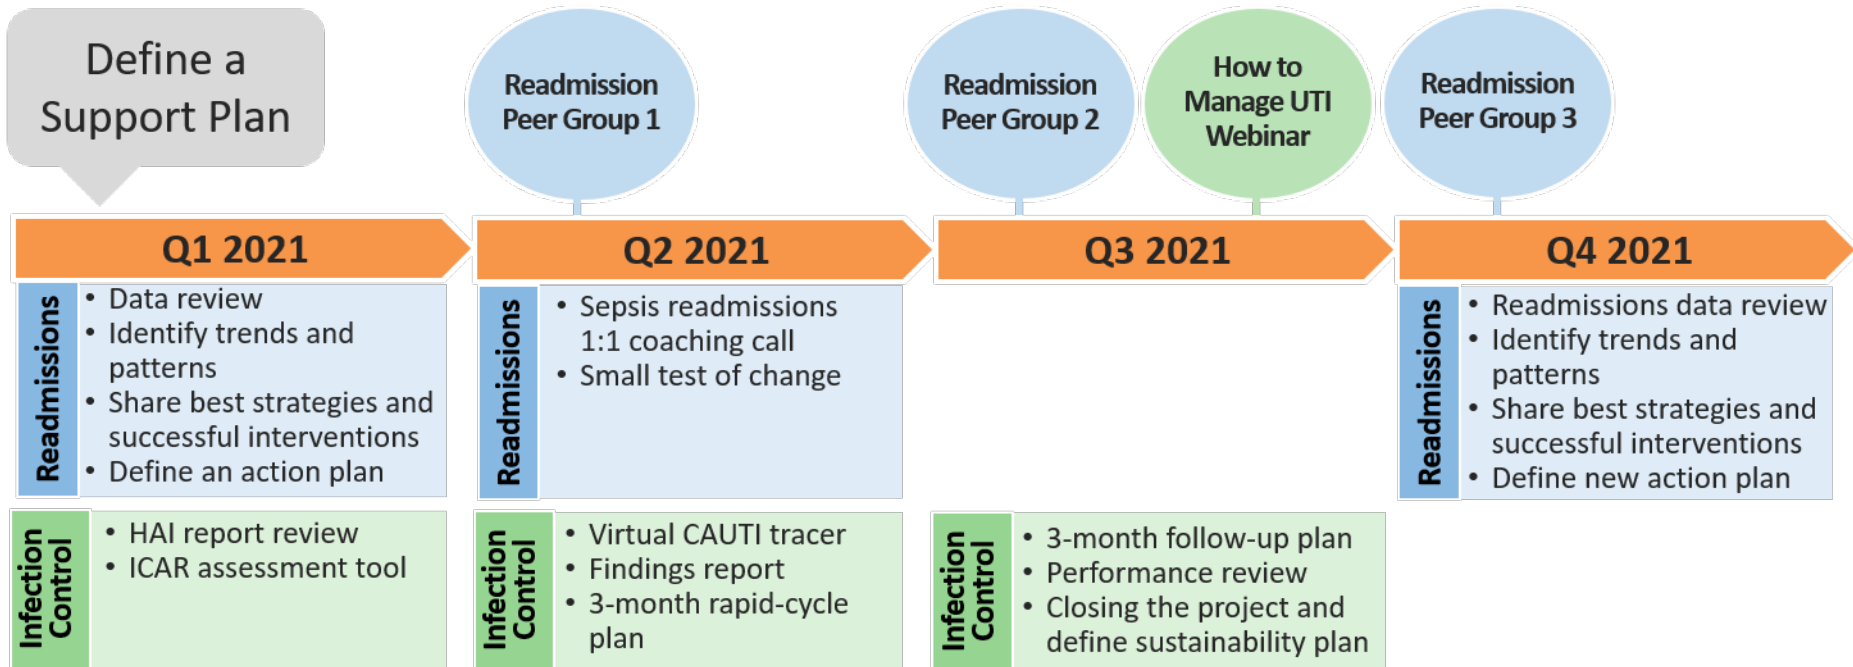 Define a
Support Plan
Readmission
Peer Group 1
Readmission
Peer Group 2
How to
Manage UTI
Webinar
Readmission
Peer Group 3
Q1 2021
Q2 2021
Q3 2021
Q4 2021
Readmissions
• Data review
• Identify trends and
patterns
• Share best strategies and
successful interventions
• Define an action plan
Readmissions
• Sepsis readmissions
1:1 coaching call
• Small test of change
Readmissions
• Readmissions data review
• Identify trends and
patterns
• Share best strategies and
successful interventions
• Define new action plan
Infection
Control
• HAI report review
• ICAR assessment tool
Infection
Control
• Virtual CAUTI tracer
• Findings report
• 3-month rapid-cycle
plan
Infection
Control
• 3-month follow-up plan
• Performance review
• Closing the project and
define sustainability plan